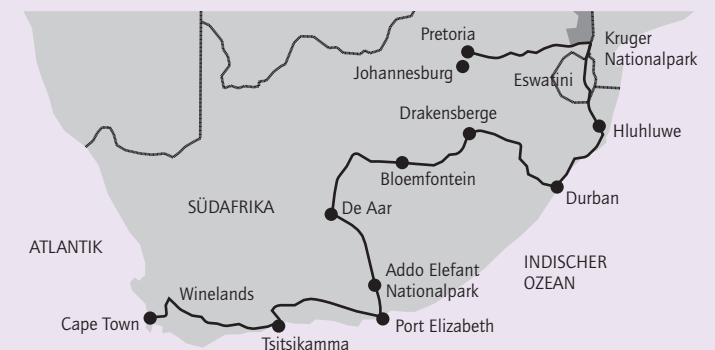 Pretoria
Kruger
Nationalpark
Johannesburg
Eswatini
Drakensberge
Hluhluwe
Bloemfontein
Durban
SÜDAFRIKA
De Aar
ATLANTIK
INDISCHER
OZEAN
Addo Elefant
Nationalpark
Winelands
Cape Town
Port Elizabeth
Tsitsikamma